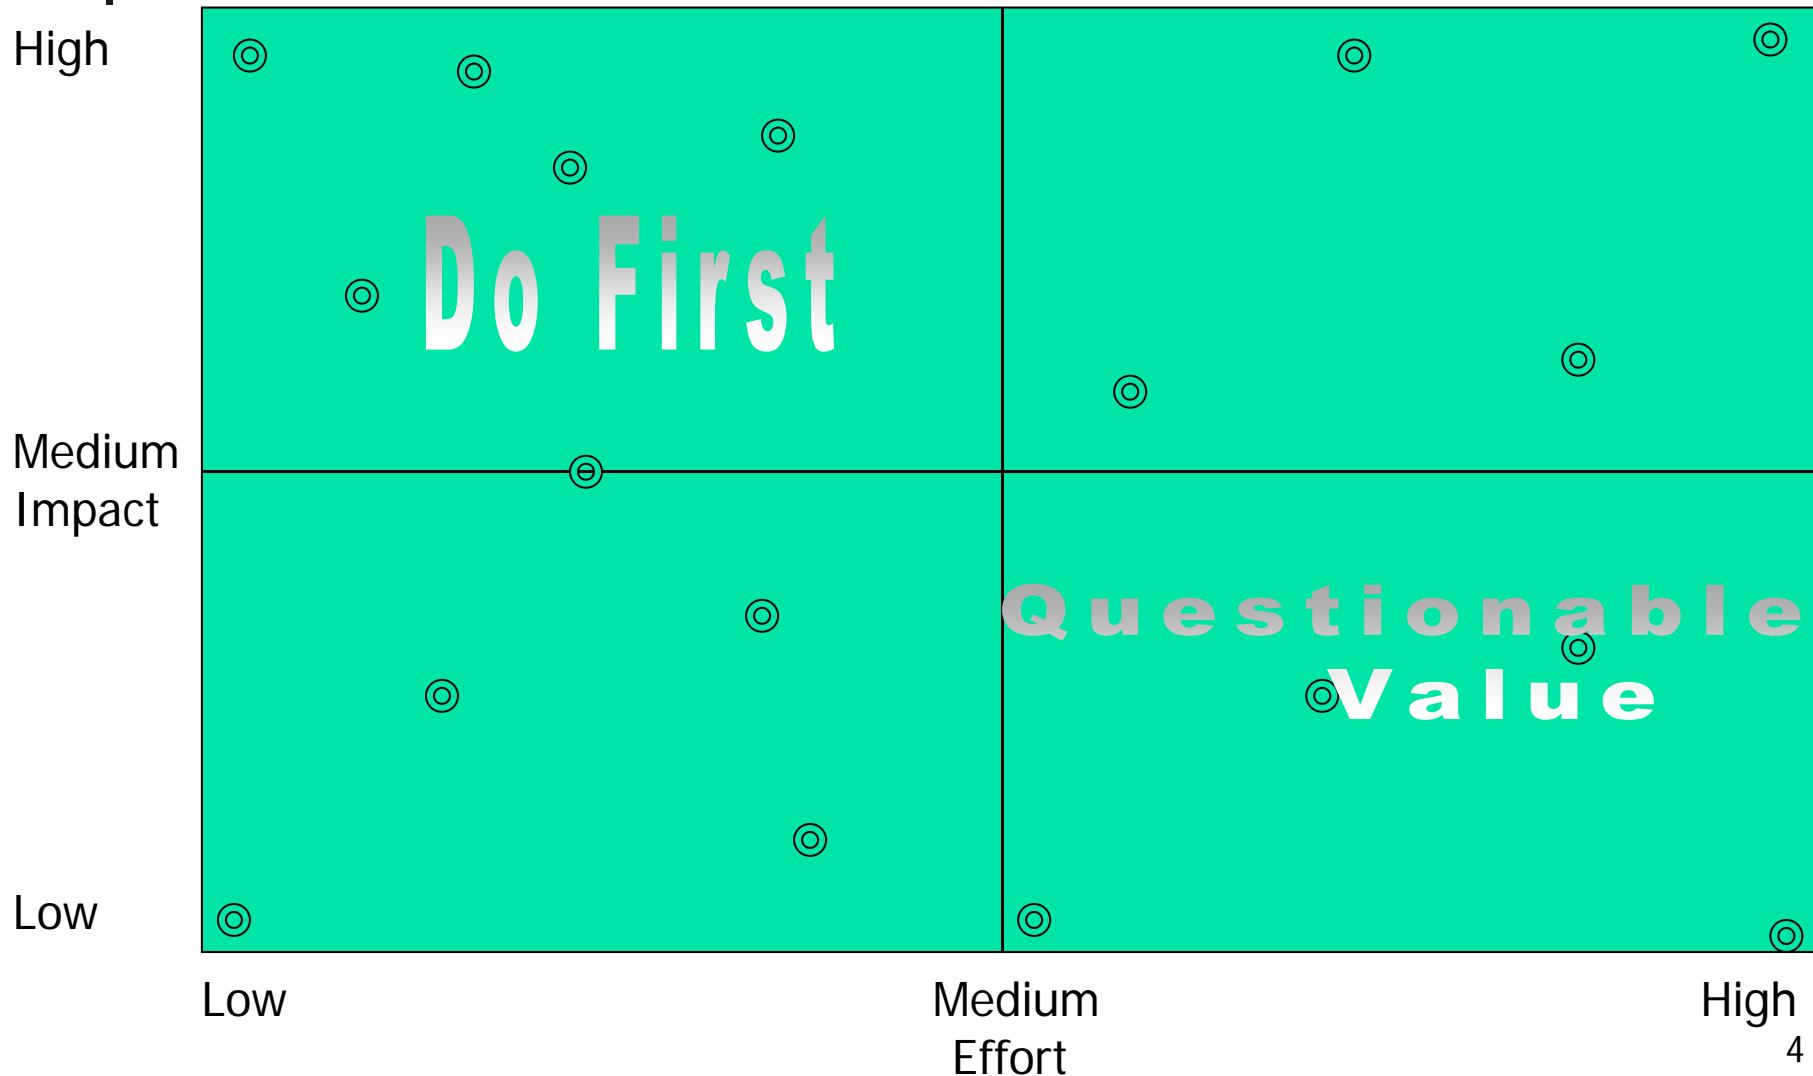 High
Do First
Medium
Impact
Questionable
Value
Low
Low
Medium
High
Effort
4